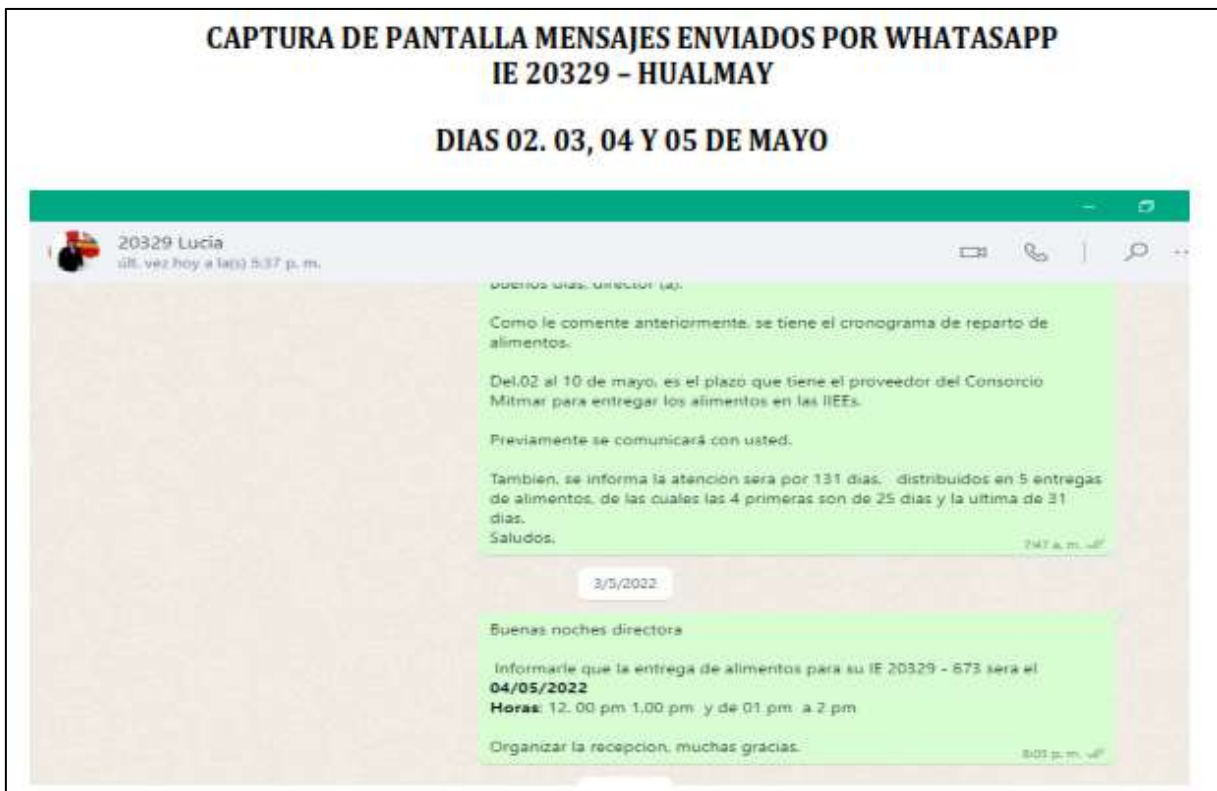 CAPTURA DE PANTALLA MENSAJES ENVIADOS POR WHATASAPP
IE 20329 – HUALMAY
DIAS 02. 03, 04 Y 05 DE MAYO
20329 Lucia
últ. vez hoy a la(s) 5:37 p. m.
Buenos días, director (a).
Como le comente anteriormente, se tiene el cronograma de reparto de
alimentos.
Del.02 al 10 de mayo, es el plazo que tiene el proveedor del Consorcio
Mitmar para entregar los alimentos en las IIEEs.
Previamente se comunicará con usted.
Tambien, se informa la atencion sera por 131 dias, distribuidos en 5 entregas
de alimentos, de las cuales las 4 primeras son de 25 dias y la ultima de 31
dias.
Saludos.
7:47 a. m.
3/5/2022
Buenas noches directora
Informarle que la entrega de alimentos para su IE 20329 - 673 sera el
04/05/2022
Horas: 12. 00 pm 1.00 pm y de 01 pm a 2 pm
Organizar la recepcion, muchas gracias.
8:03 p. m.